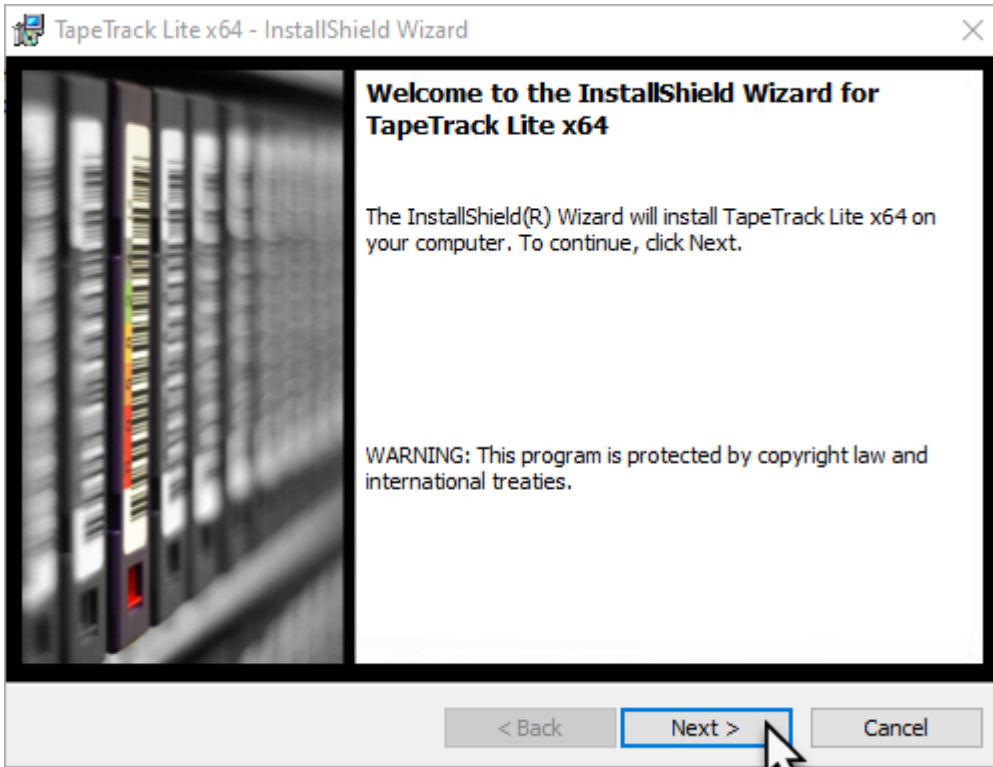 TapeTrack Lite x64 - InstallShield Wizard
Welcome to the InstallShield Wizard for
TapeTrack Lite x64
The InstallShield(R) Wizard will install TapeTrack Lite x64 on
your computer. To continue, click Next.
WARNING: This program is protected by copyright law and
international treaties.
< Back
Next >
Cancel